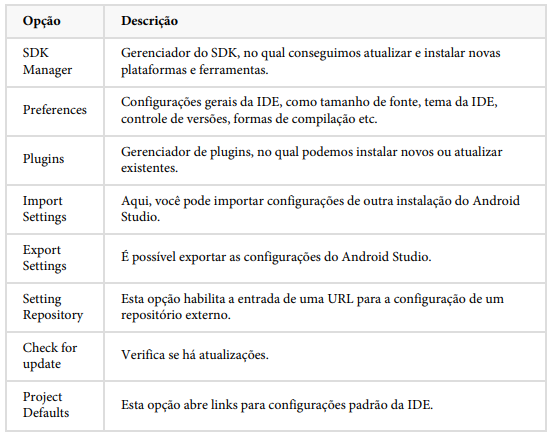 Opção Descrição
SDK Gerenciador do SDK, no qual conseguimos atualizar e instalar novas
Manager plataformas e ferramentas.
Preferences Configurações gerais da IDE, como tamanho de fonte, tema da IDE,
controle de versões, formas de compilação etc.
Plugins Gerenciador de plugins, no qual podemos instalar novos ou atualizar
existentes.
Import Aqui, você pode importar configurações de outra instalação do Android
Settings Studio.
Export
Settings É possível exportar as configurações do Android Studio.
Setting Esta opção habilita a entrada de uma URL para a configuração de um
Repository repositório externo.
Check for
update Verifica se há atualizações.
Project
Defaults Esta opção abre links para configurações padrão da IDE.